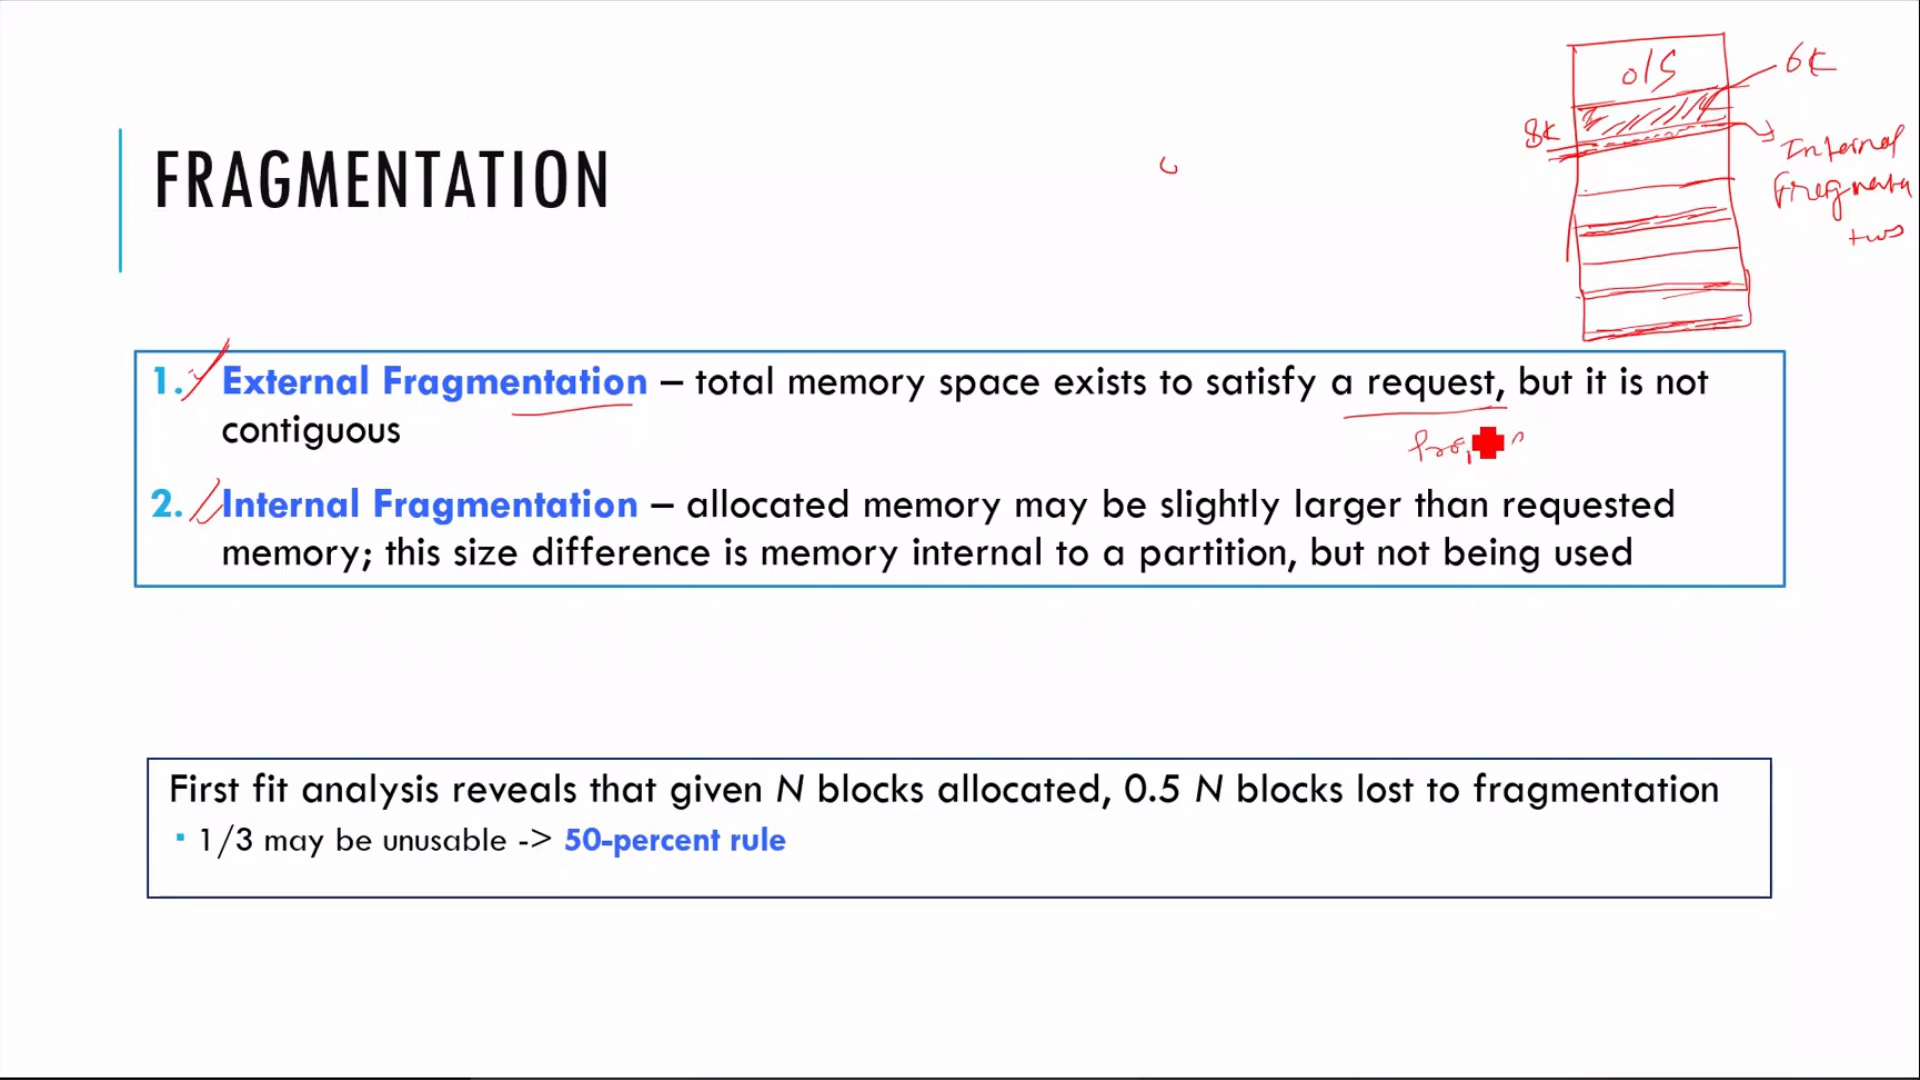 FRAGMENTATION
O/S
6K
8K
Internal
1. External Fragmentation – total memory space exists to satisfy a request, but it is not
contiguous
2. Internal Fragmentation – allocated memory may be slightly larger than requested
memory; this size difference is memory internal to a partition, but not being used
First fit analysis reveals that given N blocks allocated, 0.5 N blocks lost to fragmentation
▪ 1/3 may be unusable -> 50-percent rule